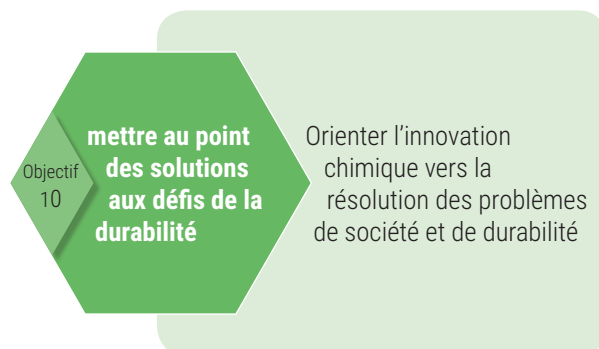 Objectif
10
mettre au point
des solutions
aux défis de la
durabilité
Orienter l’innovation
chimique vers la
résolution des problèmes
de société et de durabilité